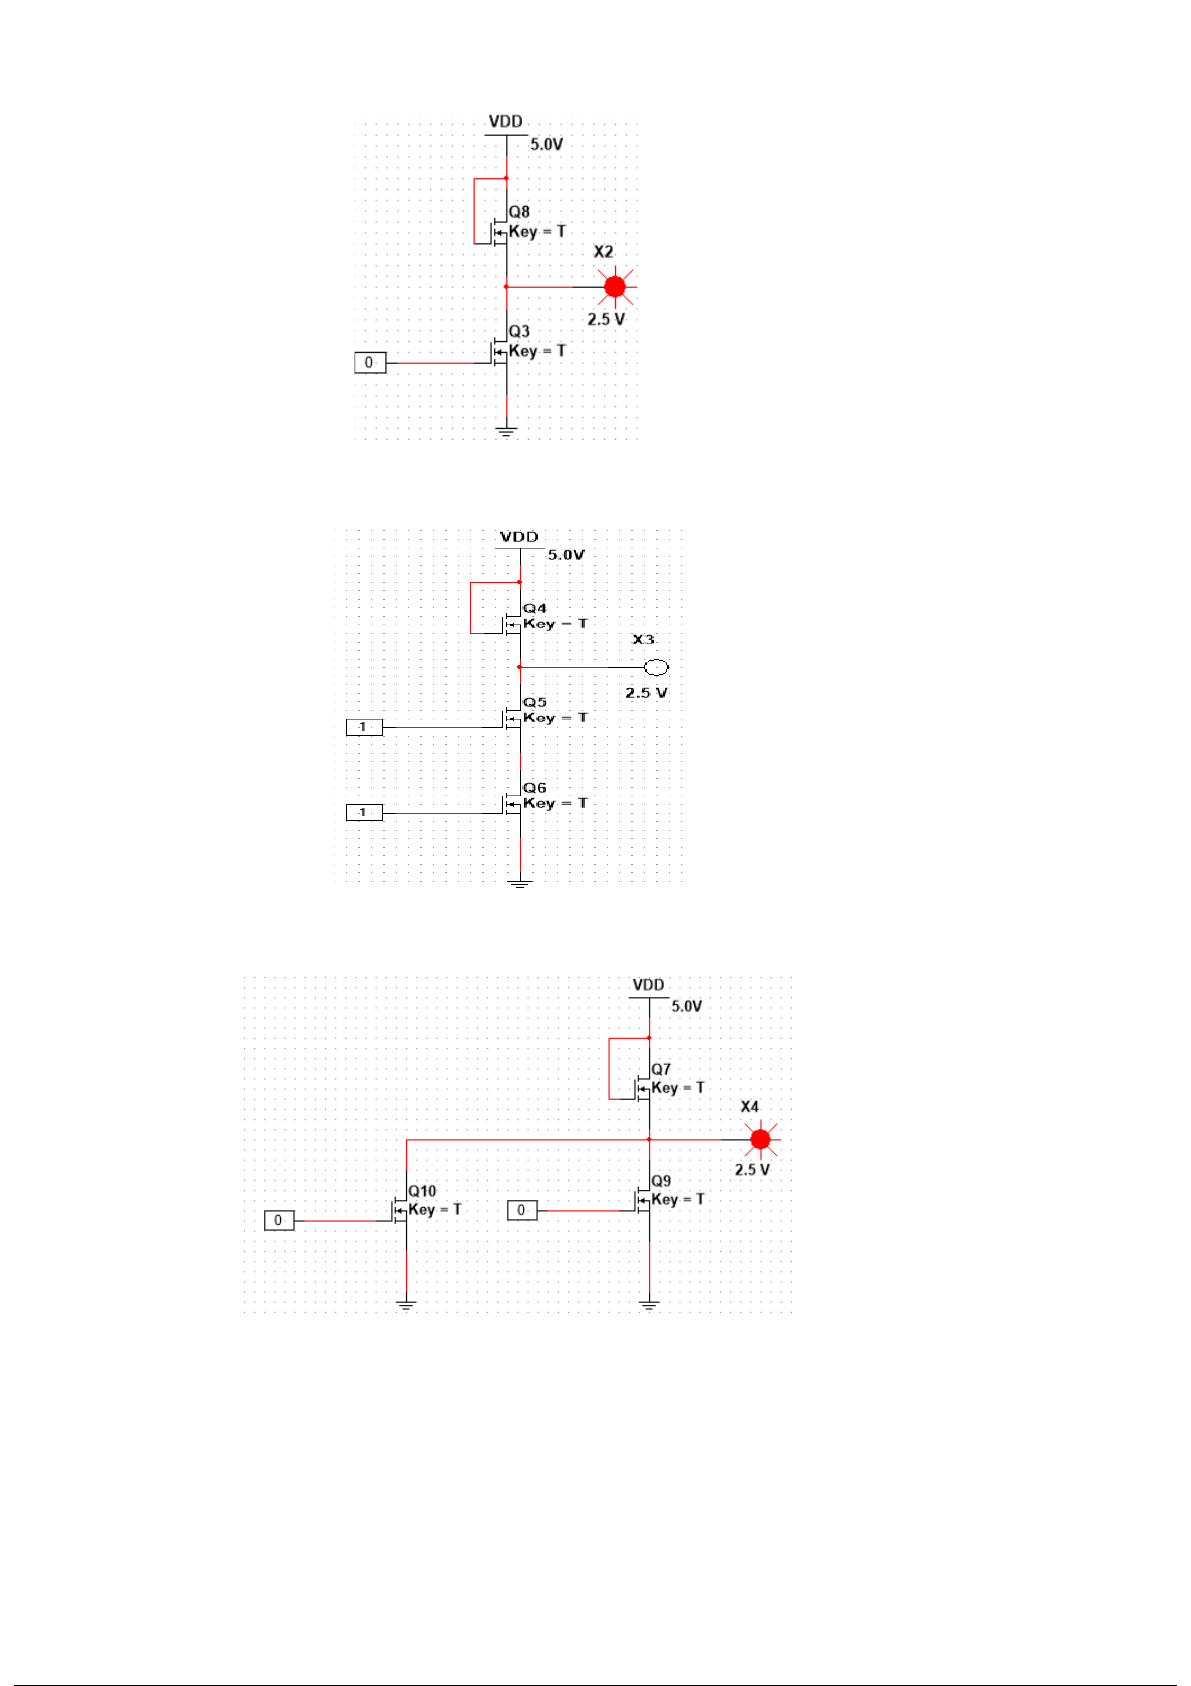 VDD
5.0V
Q8
Key = T
X2
2.5 V
Q3
Key = T
0
VDD
5.0V
Q4
Key = T
X3
2.5 V
Q5
Key = T
1
Q6
Key = T
1
VDD
5.0V
Q7
Key = T
X4
2.5 V
Q10
Key = T
0
Q9
Key = T
0